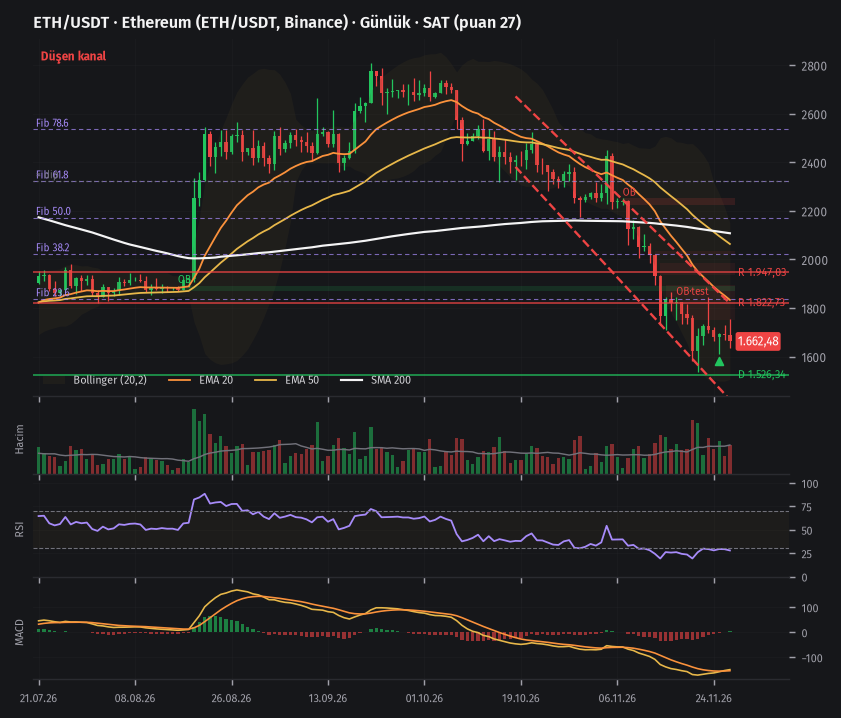 ETH/USDT · Ethereum (ETH/USDT, Binance) · Günlük · SAT (puan 27)
Düşen kanal
2800
2600
Fib 78.6
2400
Fib 61.8
OB
2200
Fib 50.0
Fib 38.2
2000
R 1.947,03
OB
OB test
1800
R 1.822,73
1.662,48
1600
D 1.526,34
Bollinger (20,2)
EMA 20
EMA 50
SMA 200
Hacim
RSI
100
75
50
25
0
MACD
100
0
-100
21.07.26
08.08.26
26.08.26
13.09.26
01.10.26
19.10.26
06.11.26
24.11.26